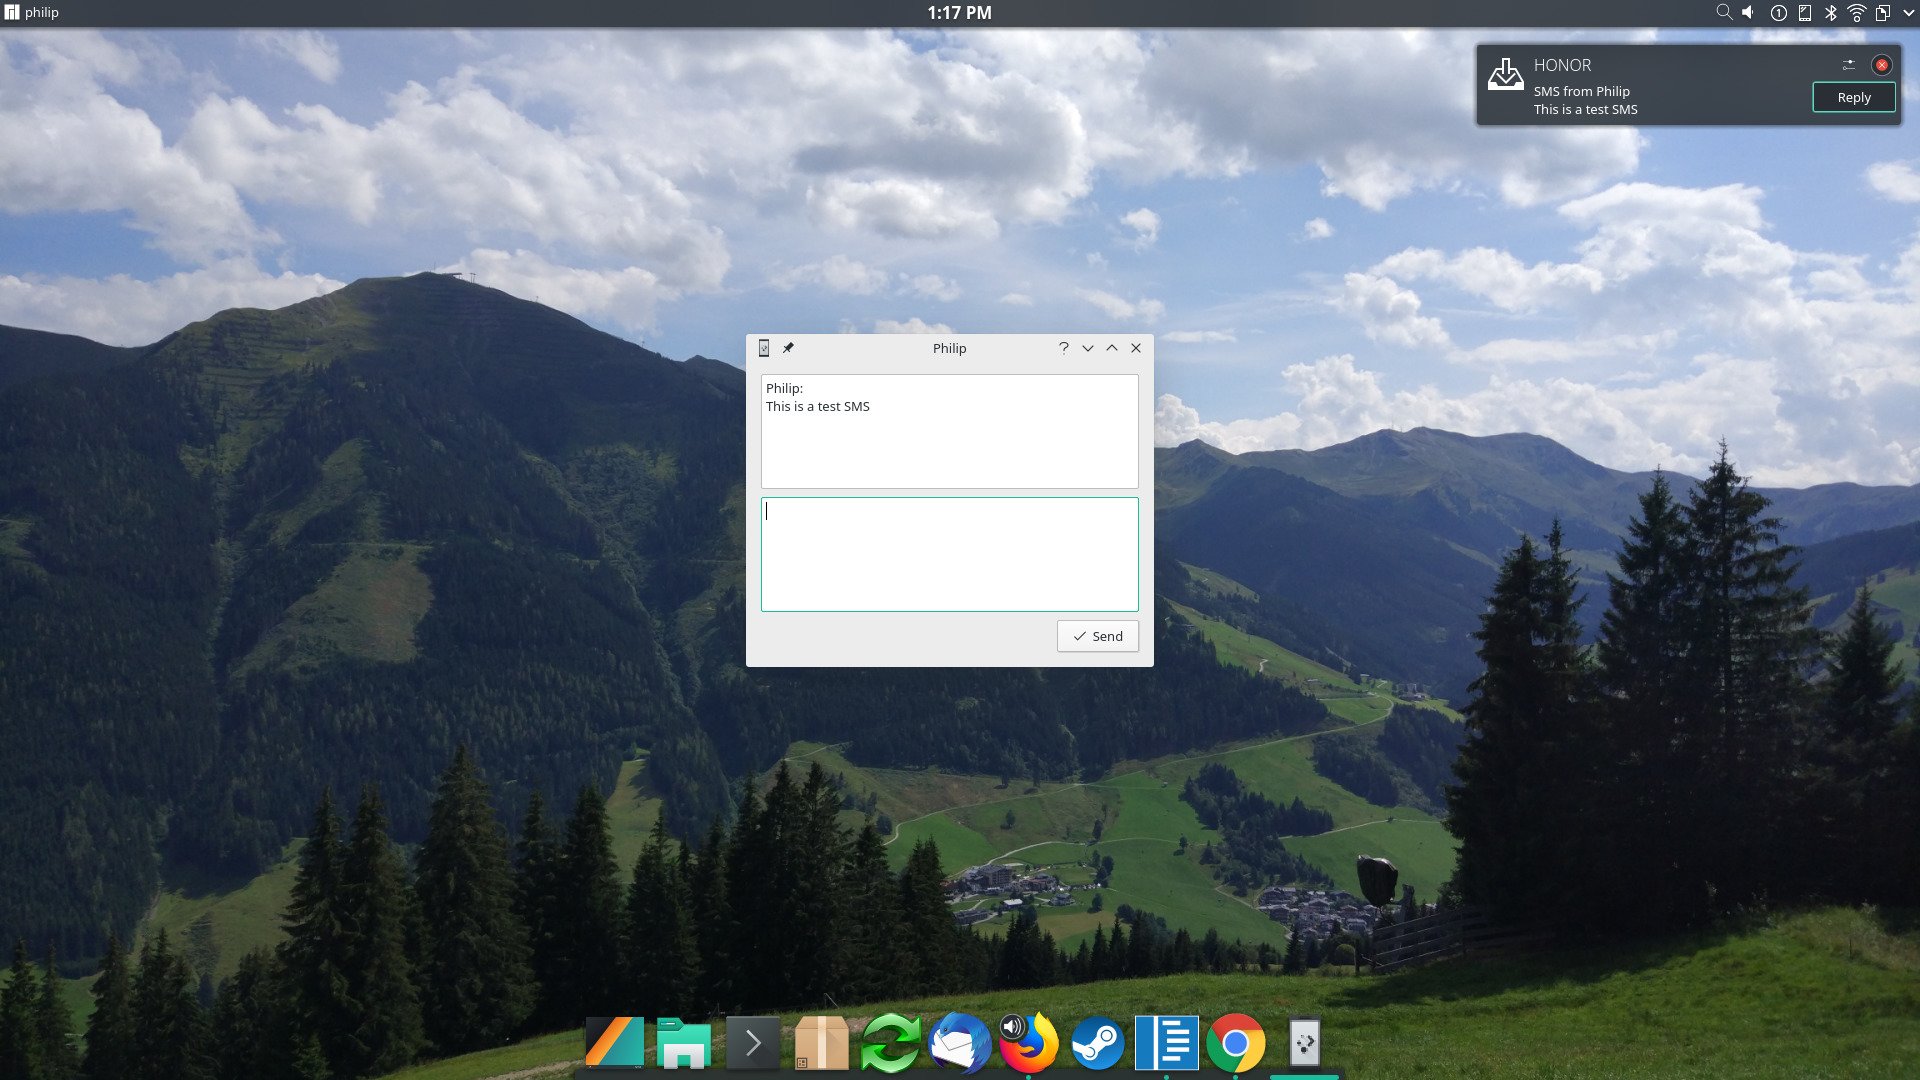 philip
1:17 PM
1
HONOR
SMS from Philip
This is a test SMS
Reply
Philip
?
Philip:
This is a test SMS
Send